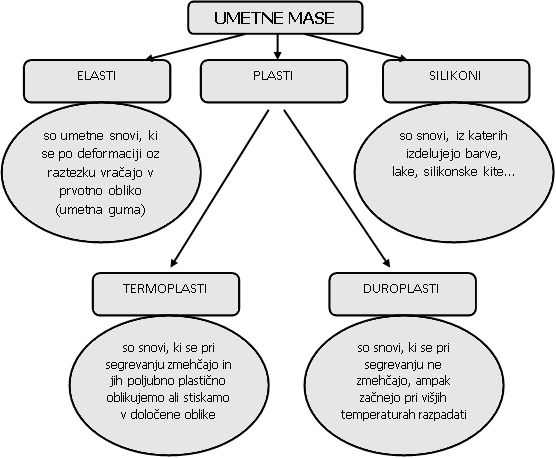 UMETNE MASE
ELASTI
PLASTI
SILIKONI
so umetne snovi, ki
se po deformaciji oz
raztezku vračajo v
prvotno obliko
(umetna guma)
so snovi, iz katerih
izdelujejo barve,
lake, silikonske kite...
TERMOPLASTI
DUROPLASTI
so snovi, ki se pri
segrevanju zmehčajo in
jih poljubno plastično
oblikujemo ali stiskamo
v določene oblike
so snovi, ki se pri
segrevanju ne
zmehčajo, ampak
začnejo pri višjih
temperaturah razpadati